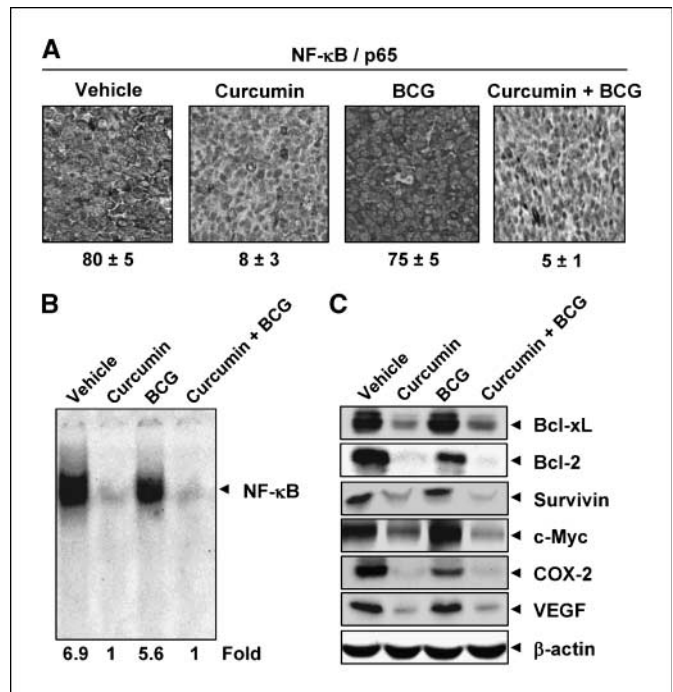 A
NF-κB / p65
Vehicle Curcumin BCG Curcumin + BCG
80 ± 5 8 ± 3 75 ± 5 5 ± 1
B
Vehicle Curcumin BCG Curcumin + BCG
NF-κB
6.9 1 5.6 1 Fold
C
Vehicle Curcumin BCG Curcumin + BCG
Bcl-xL
Bcl-2
Survivin
c-Myc
COX-2
VEGF
β-actin